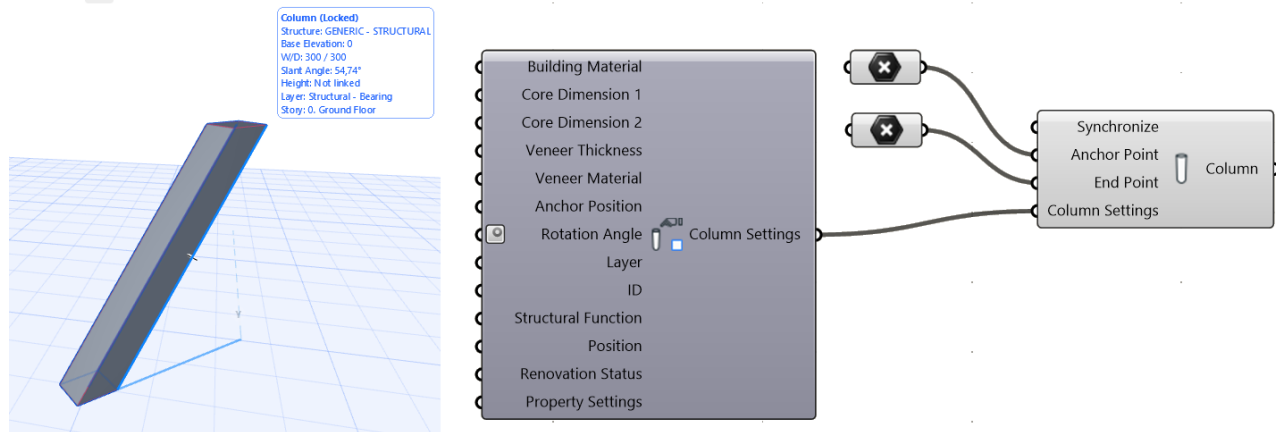 Column (Locked)
Structure: GENERIC - STRUCTURAL
Base Elevation: 0
W/D: 300 / 300
Slant Angle: 54,74°
Height: Not linked
Layer: Structural - Bearing
Story: 0. Ground Floor
Building Material
Core Dimension 1
Core Dimension 2
Veneer Thickness
Veneer Material
Anchor Position
Rotation Angle
Layer
ID
Structural Function
Position
Renovation Status
Property Settings
Column Settings
Synchronize
Anchor Point
End Point
Column Settings
Column